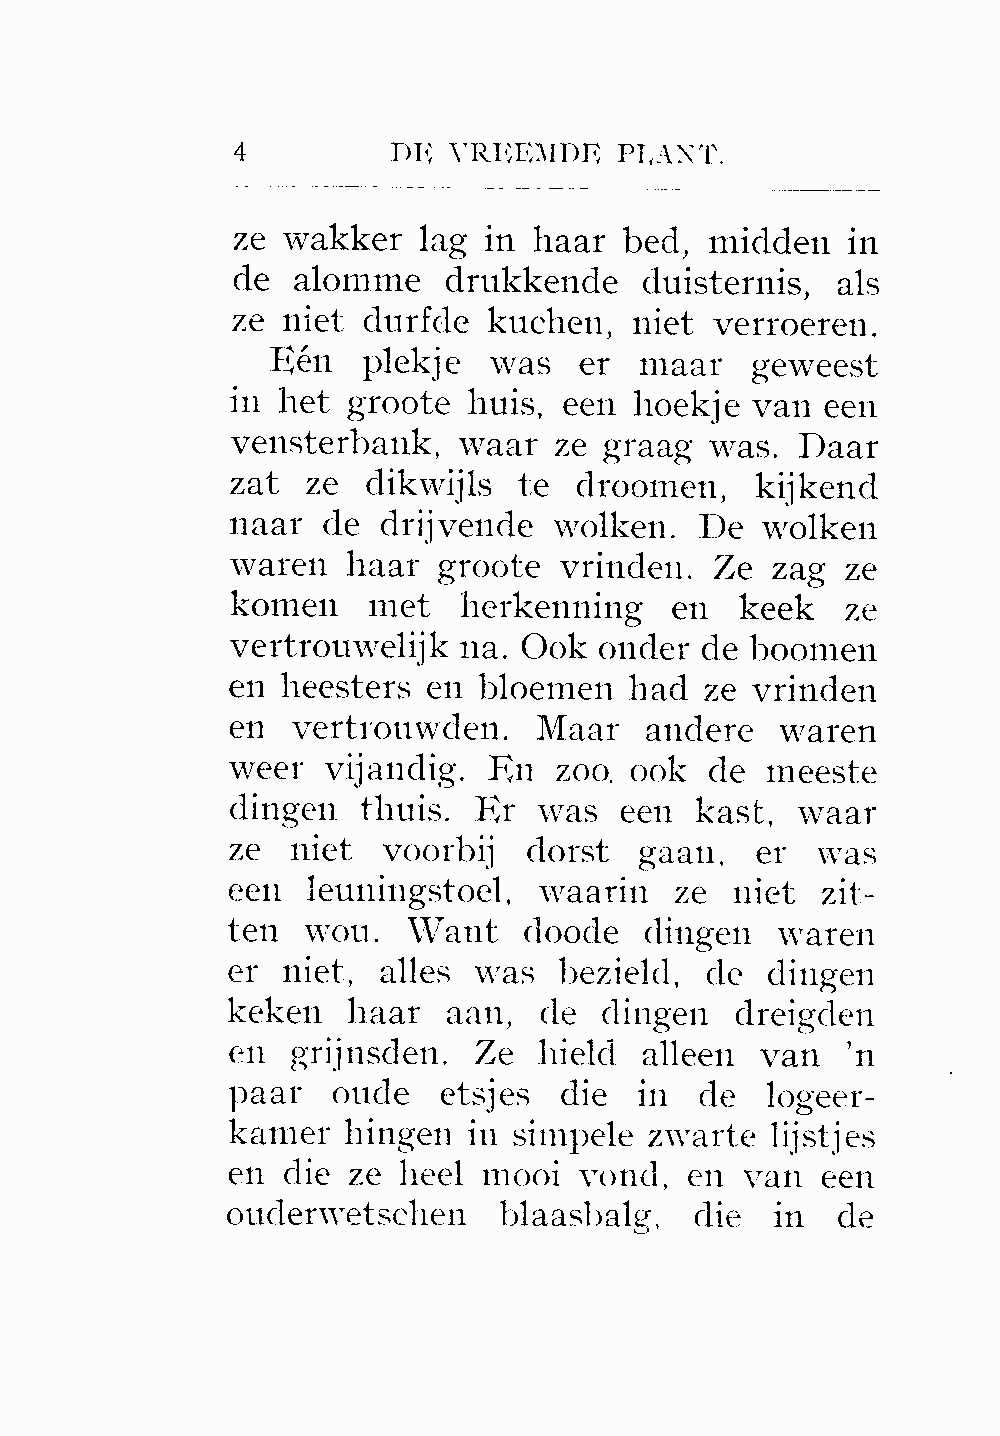 4 DE VREEMDE PLANT.
ze wakker lag in haar bed, midden in
de alomme drukkende duisternis, als
ze niet durfde kuchen, niet verroeren.
Eén plekje was er maar geweest
in het groote huis, een hoekje van een
vensterbank, waar ze graag was. Daar
zat ze dikwijls te droomen, kijkend
naar de drijvende wolken. De wolken
waren haar groote vrinden. Ze zag ze
komen met herkenning en keek ze
vertrouwelijk na. Ook onder de boomen
en heesters en bloemen had ze vrinden
en vertrouwden. Maar andere waren
weer vijandig. En zoo. ook de meeste
dingen thuis. Er was een kast, waar
ze niet voorbij dorst gaan, er was
een leuningstoel, waarin ze niet zit-
ten wou. Want doode dingen waren
er niet, alles was bezield, de dingen
keken haar aan, de dingen dreigden
en grijnsden. Ze hield alleen van 'n
paar oude etsjes die in de logeer-
kamer hingen in simpele zwarte lijstjes
en die ze heel mooi vond, en van een
ouderwetschen blaasbalg, die in de